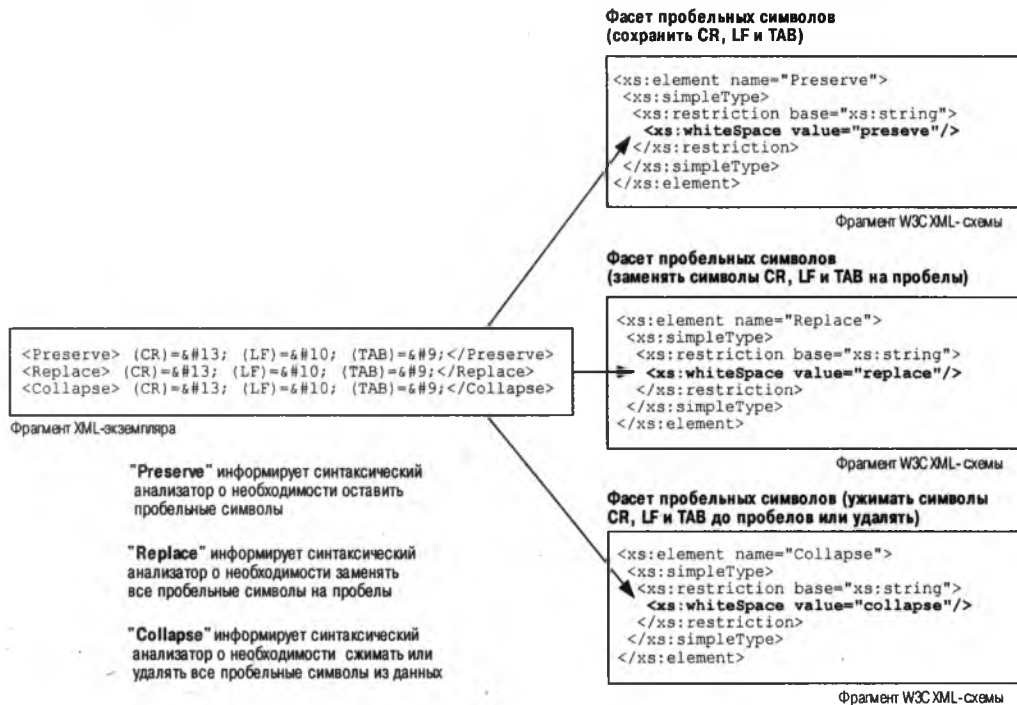 Фасет пробельных символов
(сохранить CR, LF и TAB)
<xs:element name="Preserve">
<xs:simpleType>
<xs:restriction base="xs:string">
<xs:whiteSpace value="preseve"/>
</xs:restriction>
</xs:simpleType>
</xs:element>
Фрагмент W3C XML- схемы
Фасет пробельных символов
(заменять символы CR, LF и TAB на пробелы)
<xs:element name="Replace">
<xs:simpleType>
<xs:restriction base="xs:string">
<xs:whiteSpace value="replace"/>
</xs:restriction>
</xs:simpleType>
</xs:element>
Фрагмент W3C XML- схемы
<Preserve> (CR)=&#13; (LF)=&#10; (TAB)=&#9;</Preserve>
<Replace> (CR)=&#13; (LF)=&#10; (TAB)=&#9;</Replace>
<Collapse> (CR)=&#13; (LF)=&#10; (TAB)=&#9;</Collapse>
Фрагмент XML-экземпляра
"Preserve" информирует синтаксический
анализатор о необходимости оставить
пробельные символы
"Replace" информирует синтаксический
анализатор о необходимости заменять
все пробельные символы на пробелы
"Collapse" информирует синтаксический
анализатор о необходимости сжимать или
удалять все пробельные символы из данных
Фасет пробельных символов (ужимать символы
CR, LF и TAB до пробелов или удалять)
<xs:element name="Collapse">
<xs:simpleType>
<xs:restriction base="xs:string">
<xs:whiteSpace value="collapse"/>
</xs:restriction>
</xs:simpleType>
</xs:element>
Фрагмент W3C XML- схемы